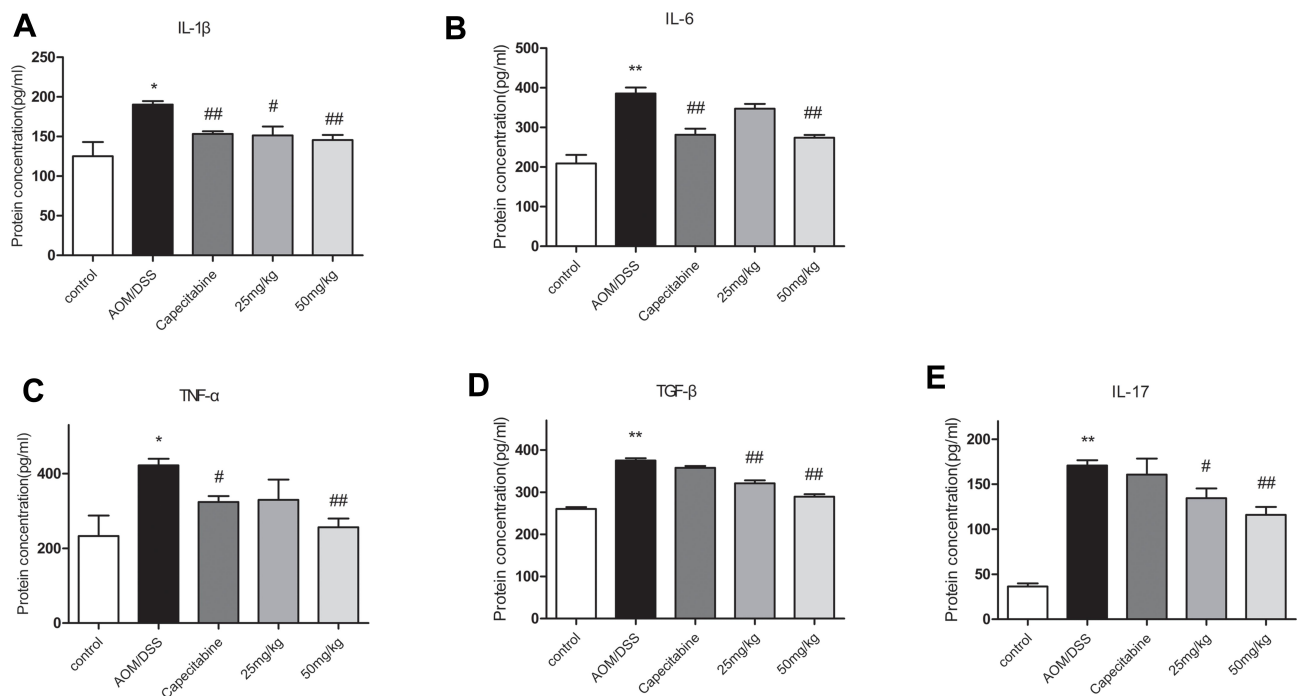 A
IL-1β
Protein concentration(pg/ml)
250
200
150
100
50
0
*
##
#
##
control
AOM/DSS
Capecitabine
25mg/kg
50mg/kg
B
IL-6
Protein concentration(pg/ml)
500
400
300
200
100
0
**
##
##
control
AOM/DSS
Capecitabine
25mg/kg
50mg/kg
C
TNF-α
Protein concentration(pg/ml)
400
200
0
*
#
##
control
AOM/DSS
Capecitabine
25mg/kg
50mg/kg
D
TGF-β
Protein concentration(pg/ml)
400
300
200
100
0
**
##
##
control
AOM/DSS
Capecitabine
25mg/kg
50mg/kg
E
IL-17
Protein concentration(pg/ml)
200
150
100
50
0
**
#
##
control
AOM/DSS
Capecitabine
25mg/kg
50mg/kg